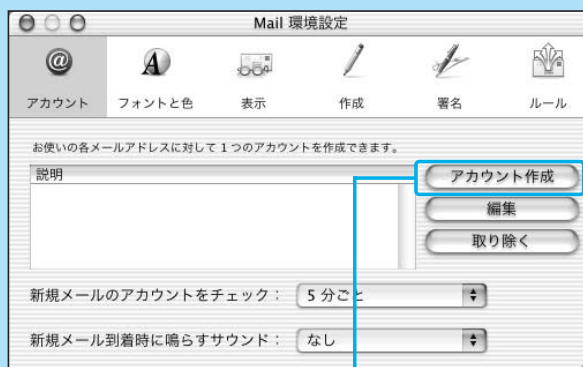 Mail 環境設定
アカウント フォントと色 表示 作成 署名 ルール
お使いの各メールアドレスに対して 1 つのアカウントを作成できます。
説明
アカウント作成
編集
取り除く
新規メールのアカウントをチェック： 5 分ごと
新規メール到着時に鳴らすサウンド： なし